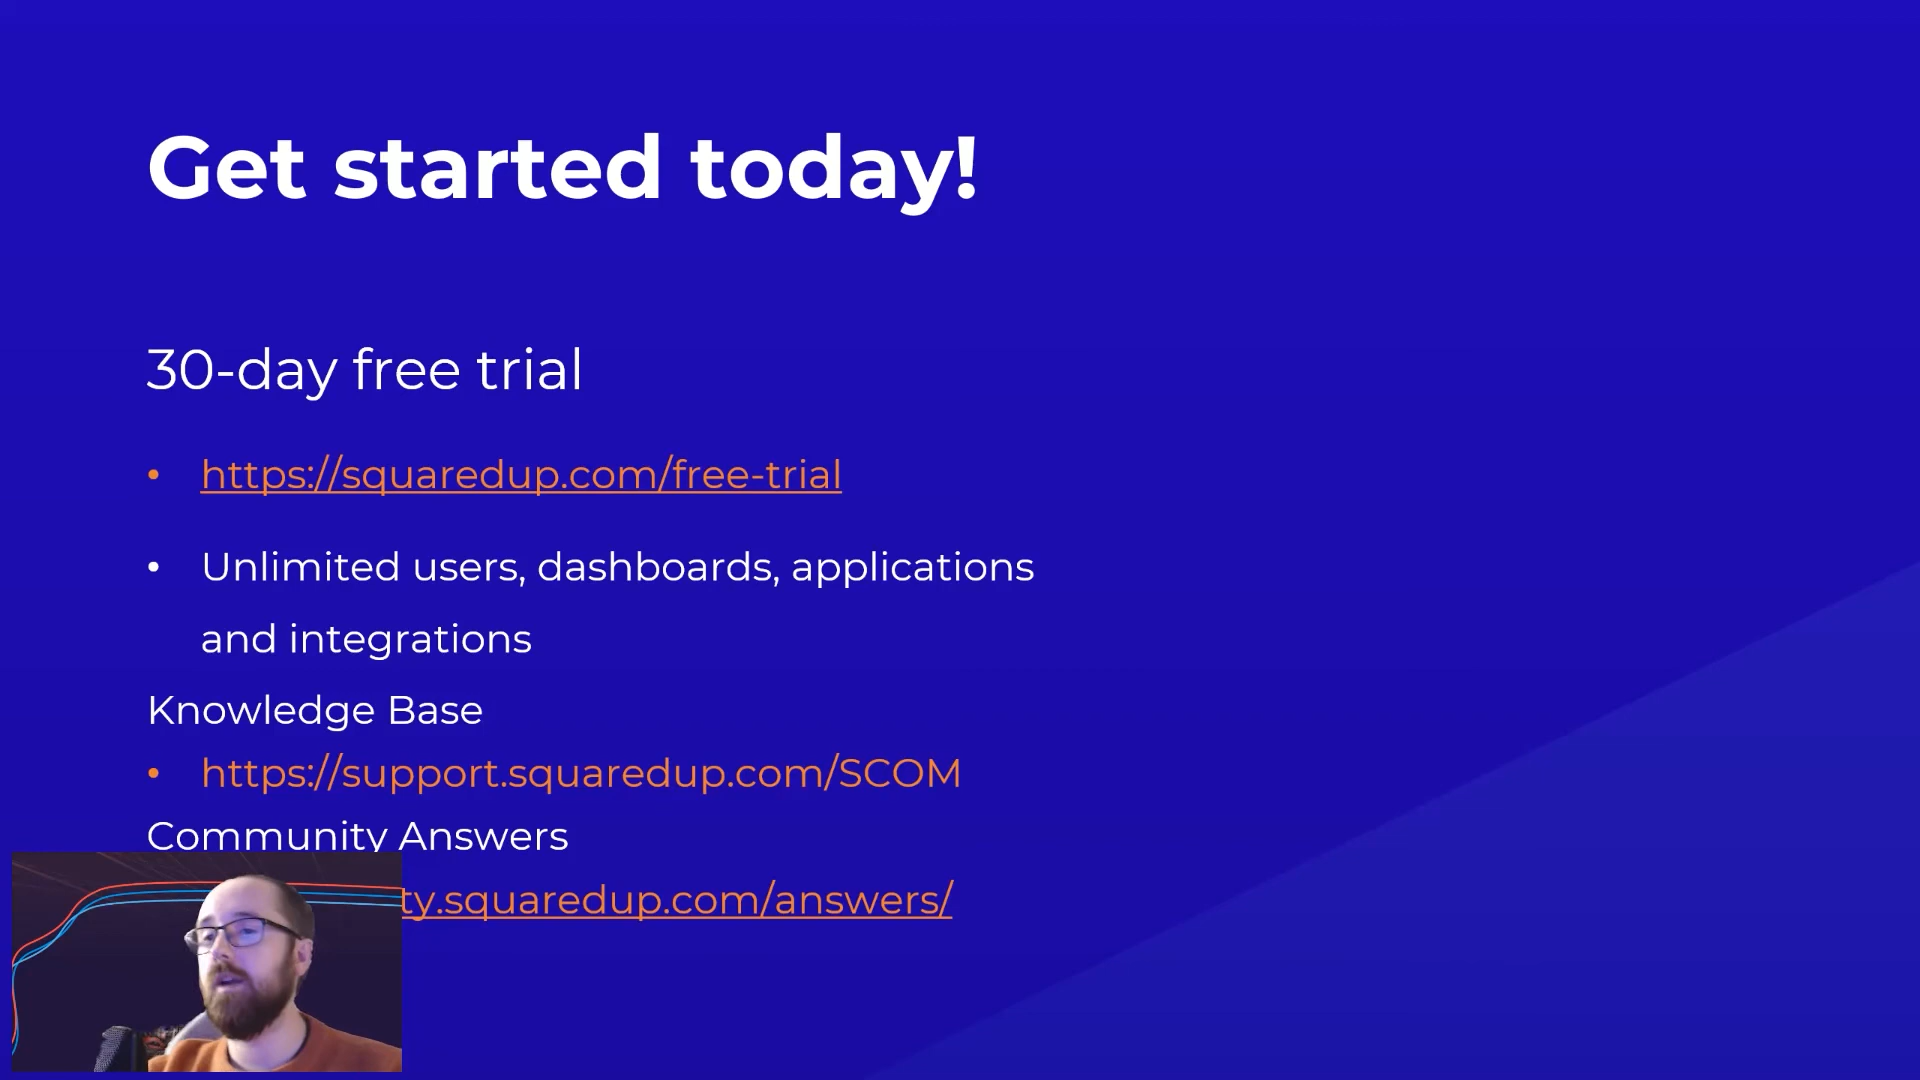 Get started today!
30-day free trial
• https://squaredup.com/free-trial
• Unlimited users, dashboards, applications
and integrations
Knowledge Base
• https://support.squaredup.com/SCOM
Community Answers
ty.squaredup.com/answers/